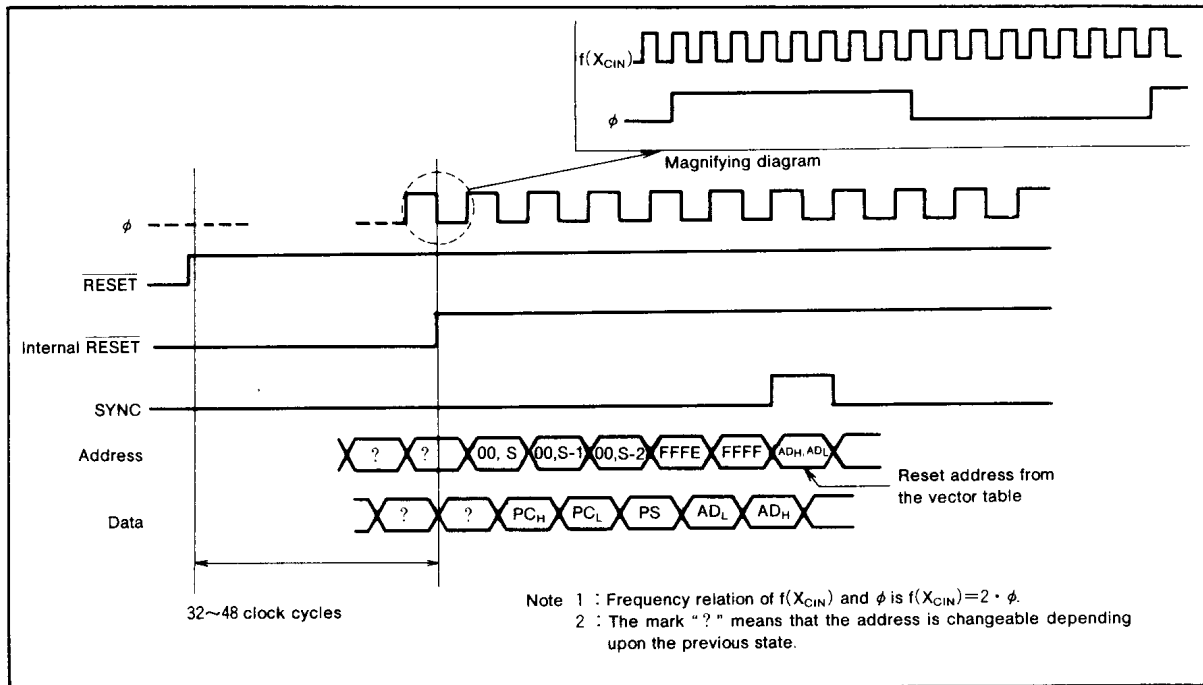 f(XCIN)
φ
Magnifying diagram
φ
RESET
Internal RESET
SYNC
Address
? ? 00, S 00,S-1 00,S-2 FFFE FFFF ADH, ADL
Reset address from
the vector table
Data
? ? PCH PCL PS ADL ADH
32~48 clock cycles
Note 1 : Frequency relation of f(XCIN) and φ is f(XCIN)=2・φ.
2 : The mark "?" means that the address is changeable depending
upon the previous state.